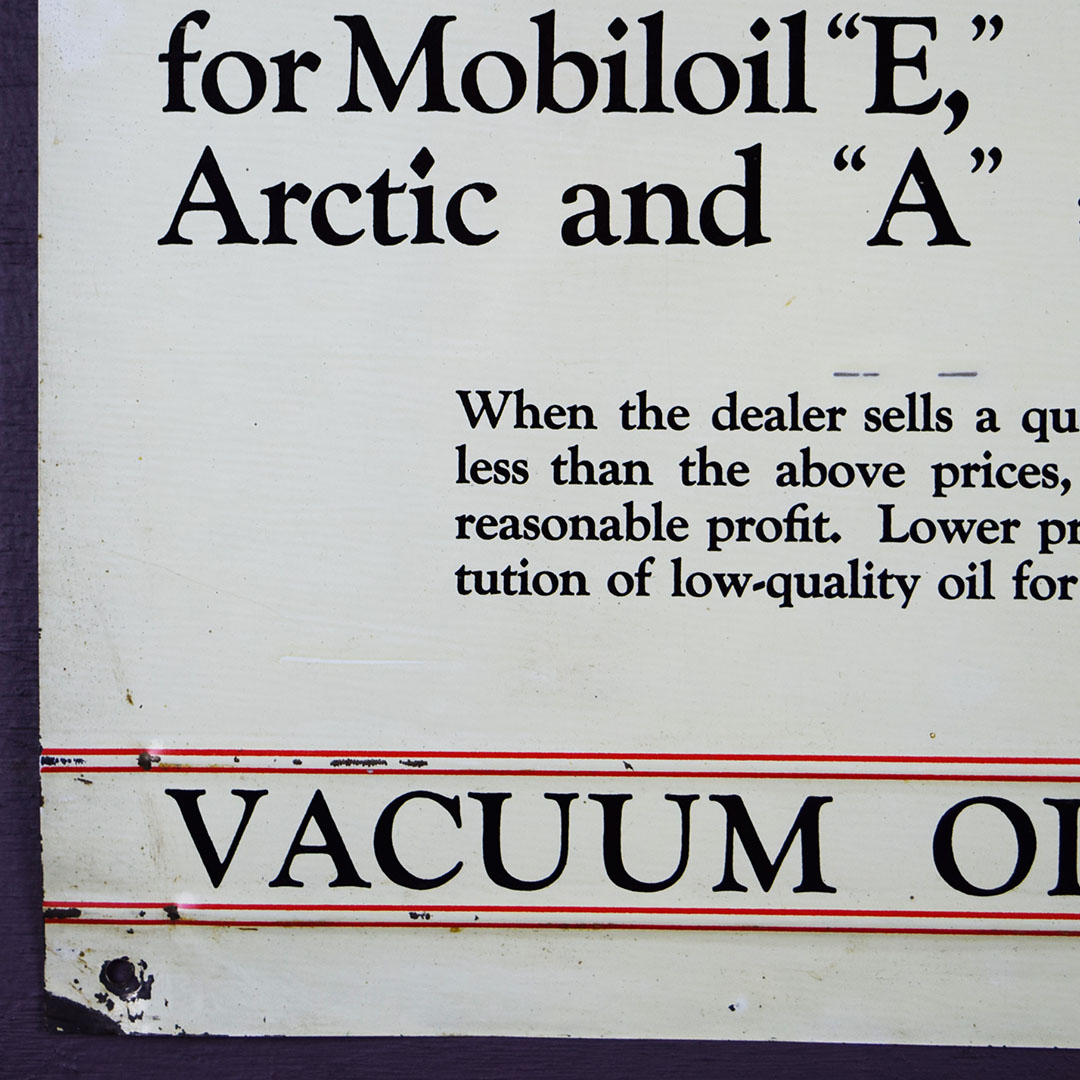 for Mobiloil “E,”
Arctic and “A”
When the dealer sells a
less than the above prices,
reasonable profit. Lower
tution of low-quality oil for
VACUUM